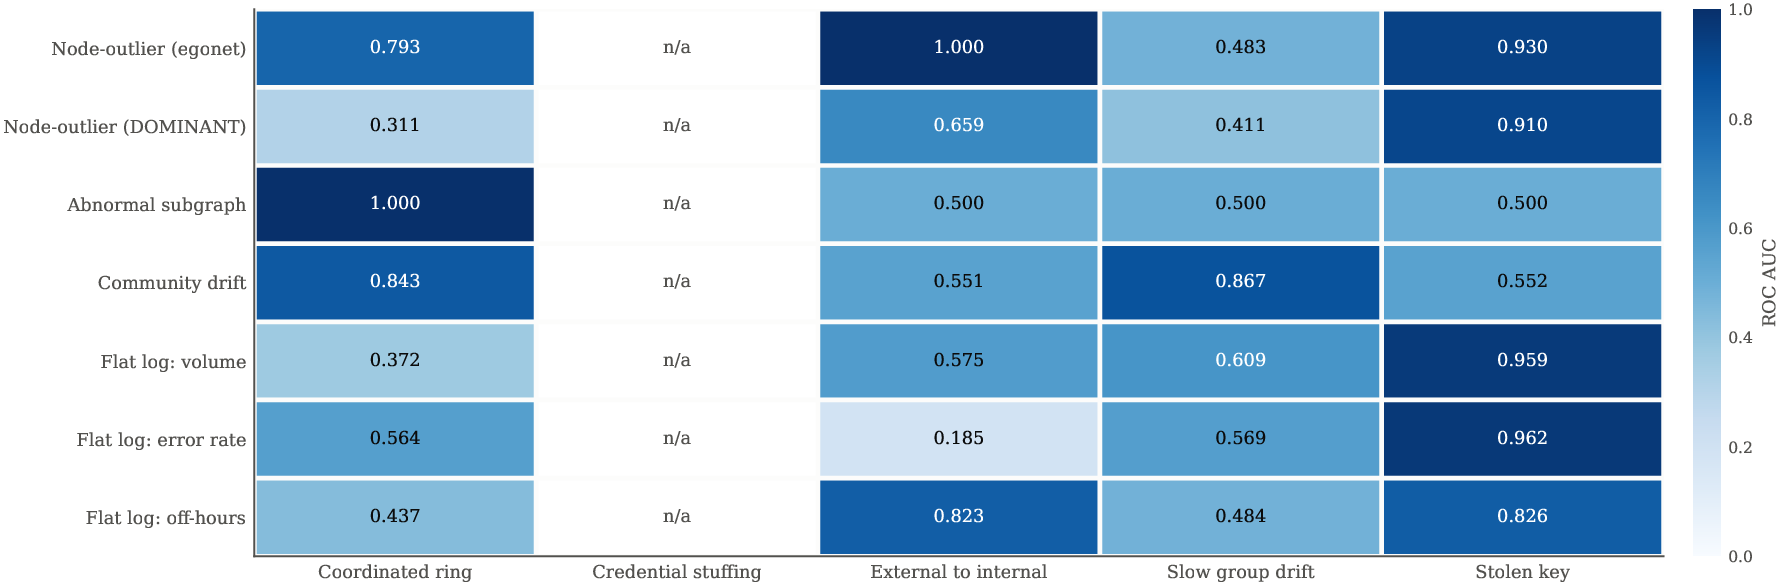 Node-outlier (egonet) 0.793 n/a 1.000 0.483 0.930
Node-outlier (DOMINANT) 0.311 n/a 0.659 0.411 0.910
Abnormal subgraph 1.000 n/a 0.500 0.500 0.500
Community drift 0.843 n/a 0.551 0.867 0.552
Flat log: volume 0.372 n/a 0.575 0.609 0.959
Flat log: error rate 0.564 n/a 0.185 0.569 0.962
Flat log: off-hours 0.437 n/a 0.823 0.484 0.826
Coordinated ring Credential stuffing External to internal Slow group drift Stolen key
1.0
0.8
0.6
0.4
0.2
0.0
ROC AUC